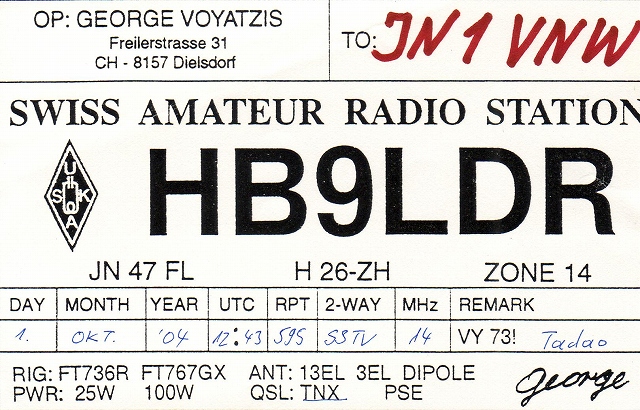 OP: GEORGE VOYATZIS
Freilerstrasse 31
CH - 8157 Dielsdorf
TO: JN1VNW
SWISS AMATEUR RADIO STATION
USKA
HB9LDR
JN 47 FL H 26-ZH ZONE 14
DAY MONTH YEAR UTC RPT 2-WAY MHz REMARK
1. OKT. '04 12:43 595 SSTV 14 VY 73! Tadao
RIG: FT736R FT767GX ANT: 13EL 3EL DIPOLE
PWR: 25W 100W QSL: TNX PSE
George